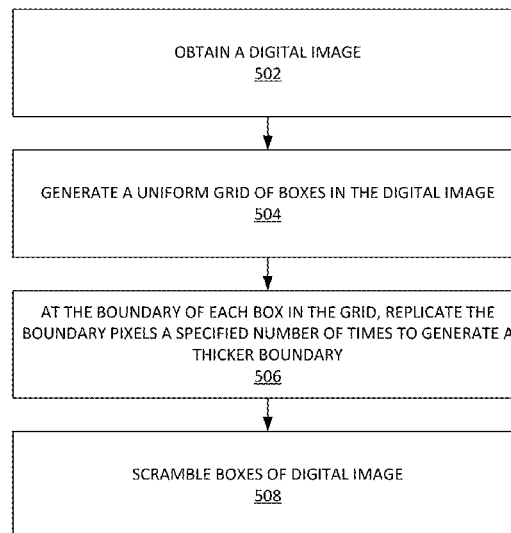 OBTAIN A DIGITAL IMAGE
502
GENERATE A UNIFORM GRID OF BOXES IN THE DIGITAL IMAGE
504
AT THE BOUNDARY OF EACH BOX IN THE GRID, REPLICATE THE
BOUNDARY PIXELS A SPECIFIED NUMBER OF TIMES TO GENERATE A
THICKER BOUNDARY
506
SCRAMBLE BOXES OF DIGITAL IMAGE
508